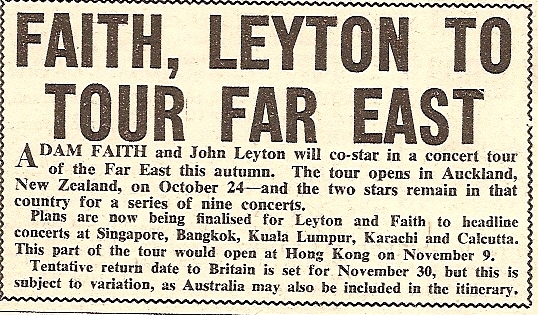 FAITH, LEYTON TO
TOUR FAR EAST
ADAM FAITH and John Leyton will co-star in a concert tour
of the Far East this autumn. The tour opens in Auckland,
New Zealand, on October 24—and the two stars remain in that
country for a series of nine concerts.
Plans are now being finalised for Leyton and Faith to headline
concerts at Singapore, Bangkok, Kuala Lumpur, Karachi and Calcutta.
This part of the tour would open at Hong Kong on November 9.
Tentative return date to Britain is set for November 30, but this is
subject to variation, as Australia may also be included in the itinerary.